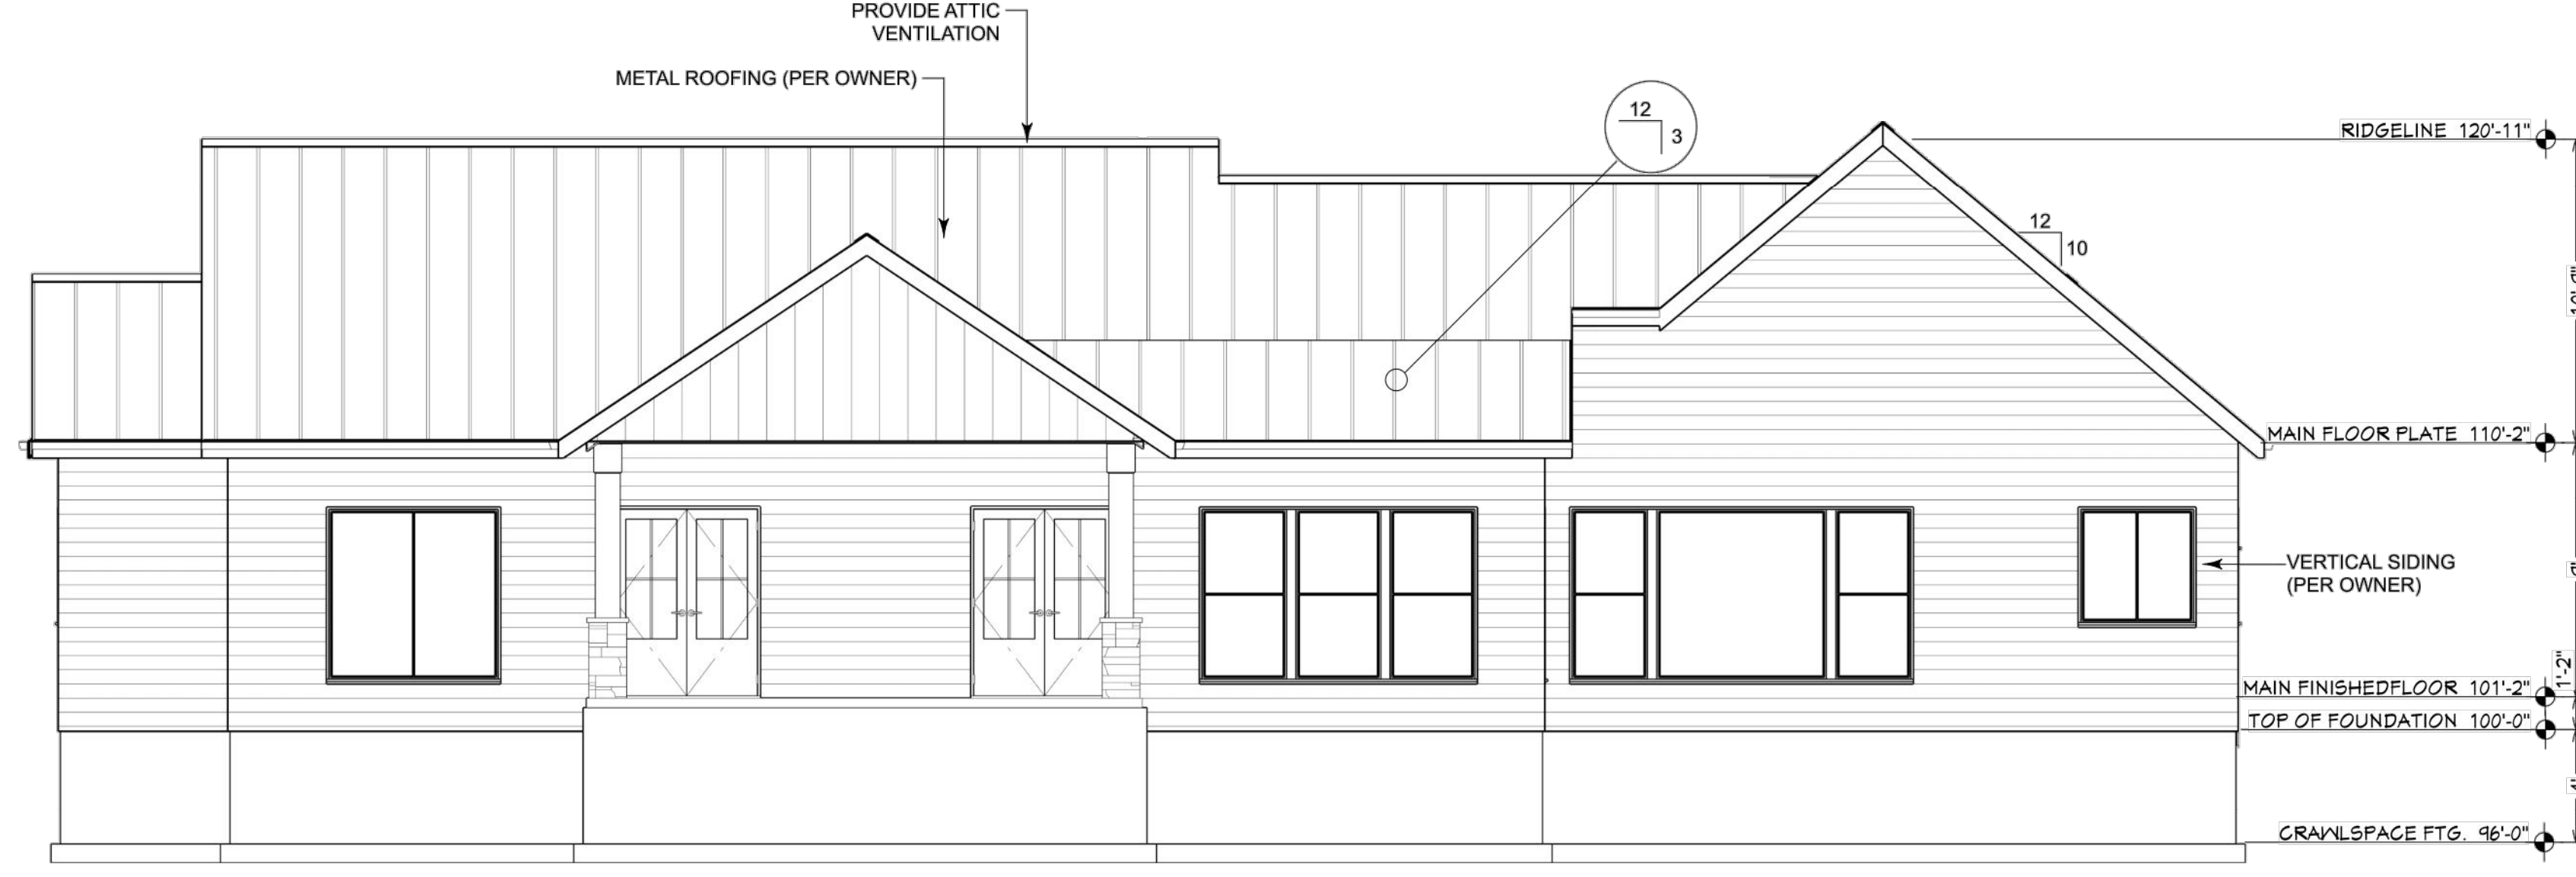 PROVIDE ATTIC
VENTILATION
METAL ROOFING (PER OWNER)
12
3
RIDGELINE 120'-11"
12
10
MAIN FLOOR PLATE 110'-2"
VERTICAL SIDING
(PER OWNER)
1'-2"
MAIN FINISHEDFLOOR 101'-2"
TOP OF FOUNDATION 100'-0"
CRAWLSPACE FTG. 96'-0"